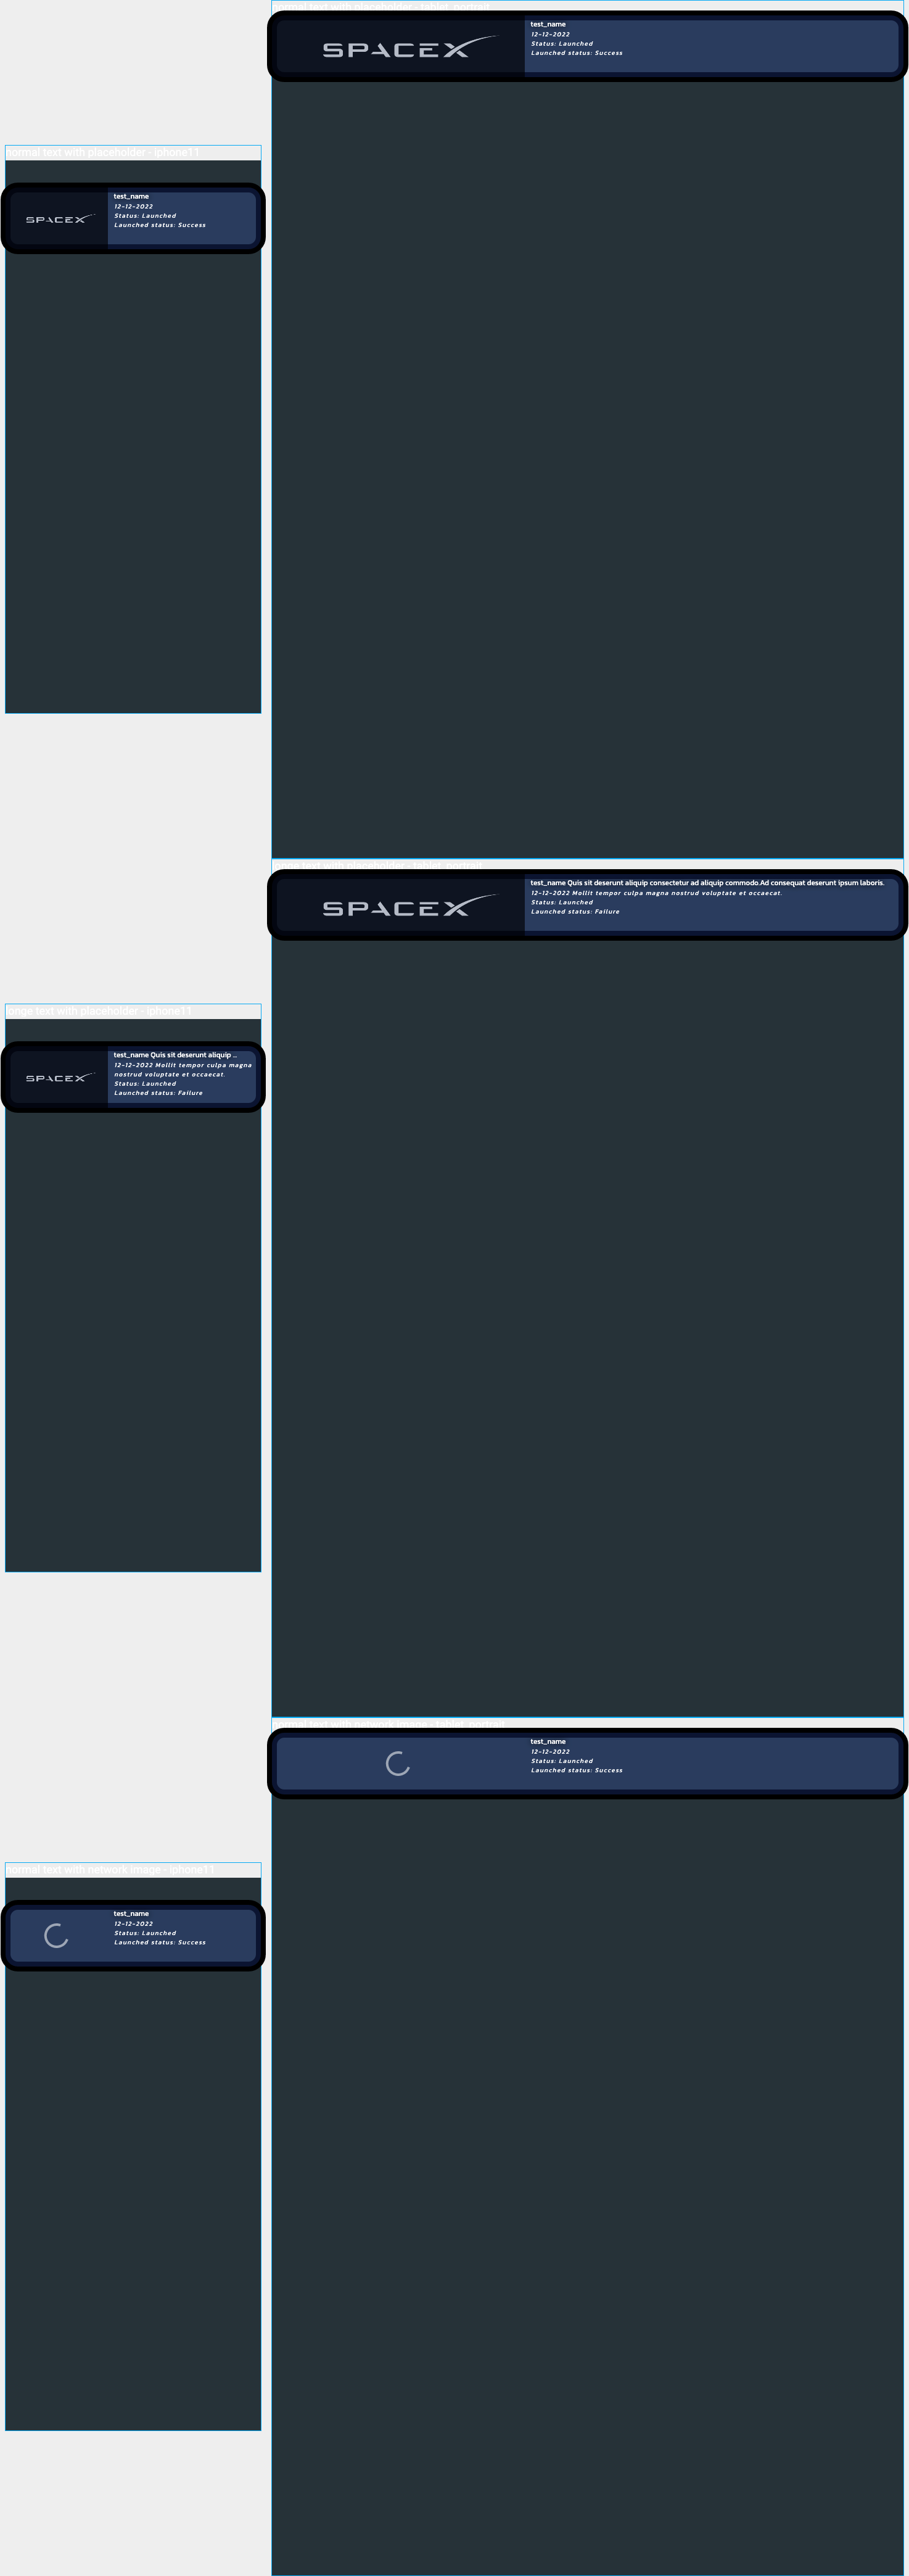 normal text with placeholder - tablet_portrait
SPACEX
test_name
12-12-2022
Status: Launched
Launched status: Success
normal text with placeholder - iphone11
SPACEX
test_name
12-12-2022
Status: Launched
Launched status: Success
longe text with placeholder - tablet_portrait
SPACEX
test_name Quis sit deserunt aliquip consectetur ad aliquip commodo.Ad consequat deserunt ipsum laboris.
12-12-2022 Mollit tempor culpa magna nostrud voluptate et occaecat.
Status: Launched
Launched status: Failure
longe text with placeholder - iphone11
SPACEX
test_name Quis sit deserunt aliquip ...
12-12-2022 Mollit tempor culpa magna
nostrud voluptate et occaecat.
Status: Launched
Launched status: Failure
normal text with network image - tablet_portrait
test_name
12-12-2022
Status: Launched
Launched status: Success
normal text with network image - iphone11
test_name
12-12-2022
Status: Launched
Launched status: Success